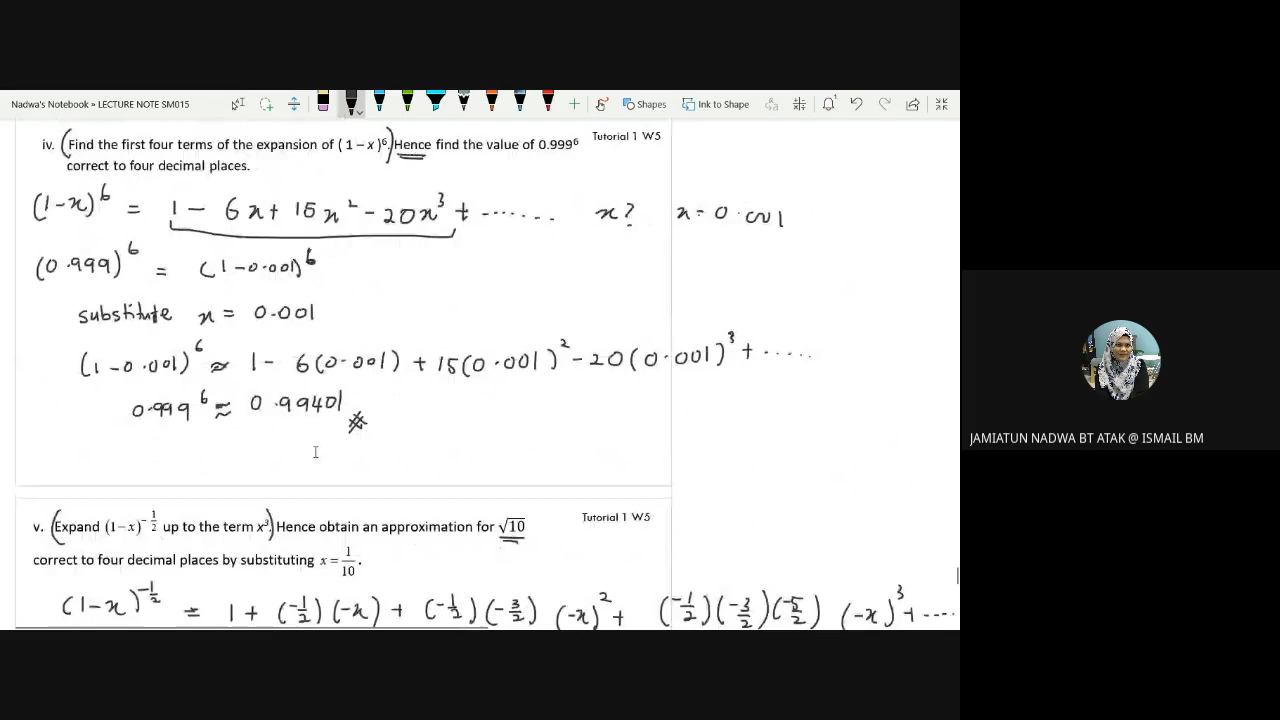 Nadwa's Notebook » LECTURE NOTE SM015
Shapes
Ink to Shape
iv. (Find the first four terms of the expansion of (1 − x)⁶.) Hence find the value of 0.999⁶
Tutorial 1 W5
correct to four decimal places.
(1-x)⁶ = 1 - 6x + 15x² - 20x³ + ....... x? x = 0.001
(0.999)⁶ = (1-0.001)⁶
substitute x = 0.001
(1-0.001)⁶ ≈ 1 - 6(0.001) + 15(0.001)² - 20(0.001)³ + .....
0.999⁶ ≈ 0.99401 #
v. (Expand (1−x)^(-1/2) up to the term x³.) Hence obtain an approximation for √10
Tutorial 1 W5
correct to four decimal places by substituting x = 1/10.
(1-x)^(-1/2) = 1 + (-1/2)(-x) + (-1/2)(-3/2) (-x)² + (-1/2)(-3/2)(-5/2) (-x)³ + ....
JAMIATUN NADWA BT ATAK @ ISMAIL BM